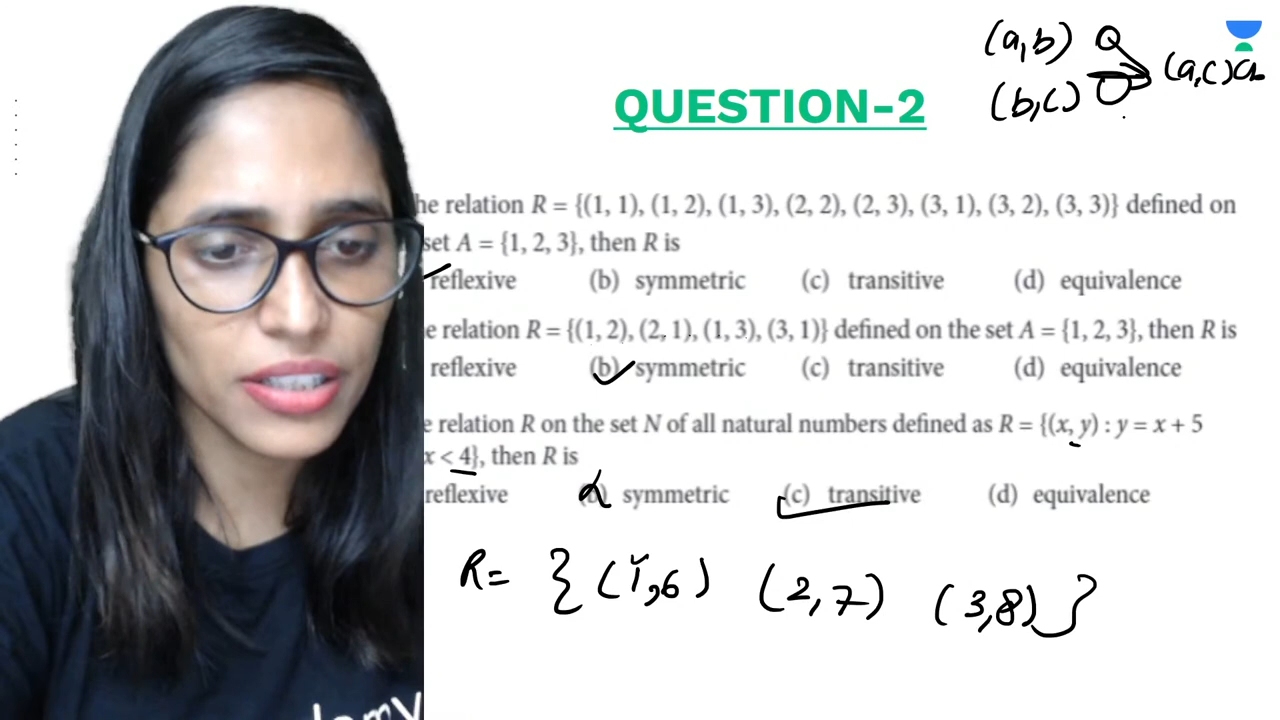 (a,b)
(b,c)
(a,c)
QUESTION-2
he relation R = {(1, 1), (1, 2), (1, 3), (2, 2), (2, 3), (3, 1), (3, 2), (3, 3)} defined on
set A = {1, 2, 3}, then R is
reflexive (b) symmetric (c) transitive (d) equivalence
e relation R = {(1, 2), (2, 1), (1, 3), (3, 1)} defined on the set A = {1, 2, 3}, then R is
reflexive (b) symmetric (c) transitive (d) equivalence
e relation R on the set N of all natural numbers defined as R = {(x, y) : y = x + 5
x < 4}, then R is
reflexive (b) symmetric (c) transitive (d) equivalence
R= {(1,6) (2,7) (3,8)}
demy